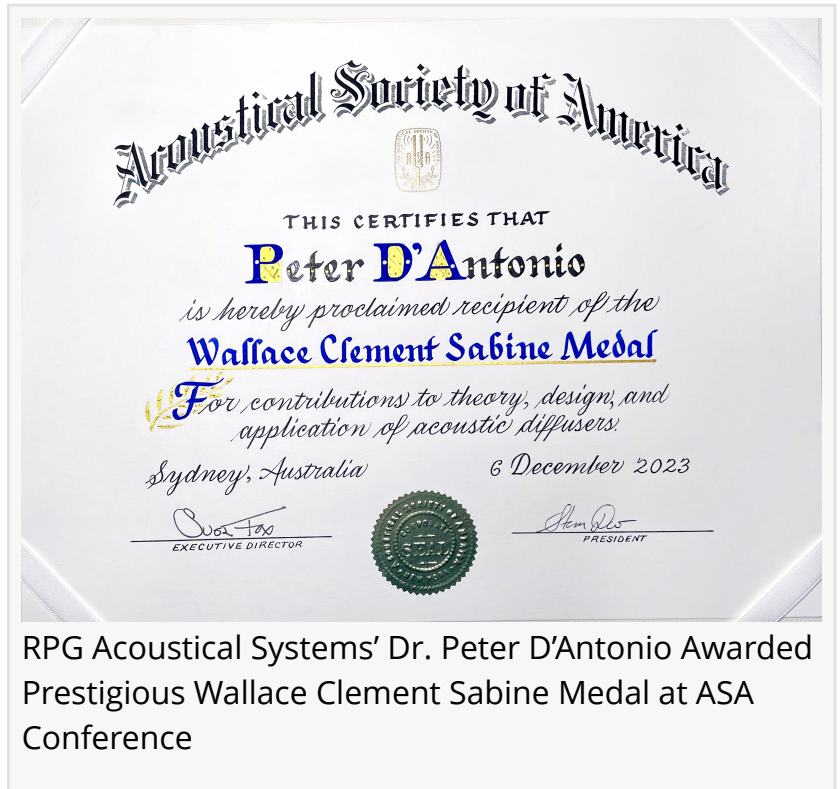 Acoustical Society of America
THIS CERTIFIES THAT
Peter D'Antonio
is hereby proclaimed recipient of the
Wallace Clement Sabine Medal
For contributions to theory, design, and
application of acoustic diffusers.
Sydney, Australia
6 December 2023
EXECUTIVE DIRECTOR
PRESIDENT
SEAL
RPG Acoustical Systems’ Dr. Peter D’Antonio Awarded
Prestigious Wallace Clement Sabine Medal at ASA
Conference